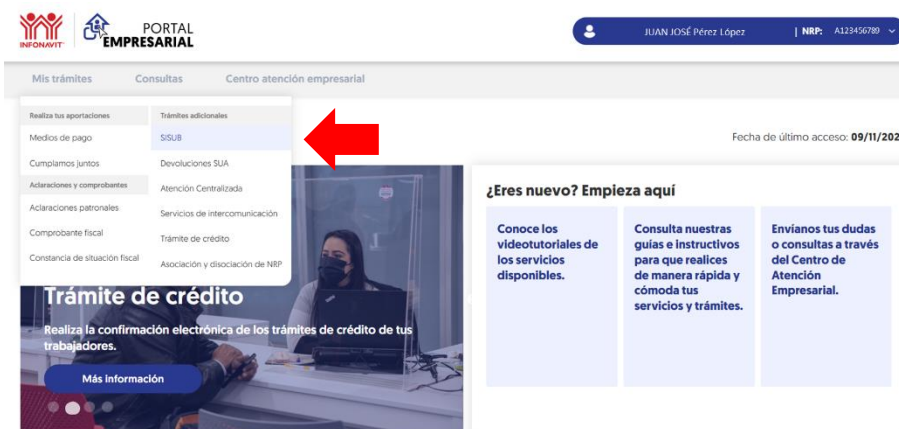 INFONAVIT
PORTAL
EMPRESARIAL
JUAN JOSÉ Pérez López | NRP: A123456789
Mis trámites Consultas Centro atención empresarial
Realiza tus aportaciones
Medios de pago
Cumplamos juntos
Aclaraciones y comprobantes
Aclaraciones patronales
Comprobante fiscal
Constancia de situación fiscal
Trámites adicionales
SISUB
Devoluciones SUA
Atención Centralizada
Servicios de intercomunicación
Trámite de crédito
Asociación y disociación de NRP
Fecha de último acceso: 09/11/202
Trámite de crédito
Realiza la confirmación electrónica de los trámites de crédito de tus
trabajadores.
Más información
¿Eres nuevo? Empieza aquí
Conoce los
videotutoriales de
los servicios
disponibles.
Consulta nuestras
guías e instructivos
para que realices
de manera rápida y
cómoda tus
servicios y trámites.
Envíanos tus dudas
o consultas a través
del Centro de
Atención
Empresarial.